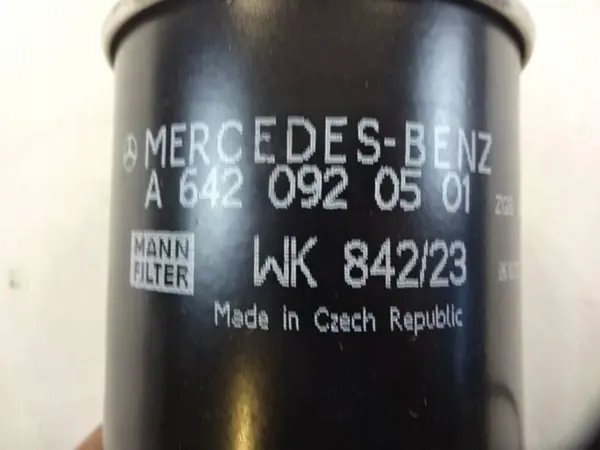 MERCEDES-BENZ
A 642 092 05 01
MANN
FILTER
WK 842/23
Made in Czech Republic